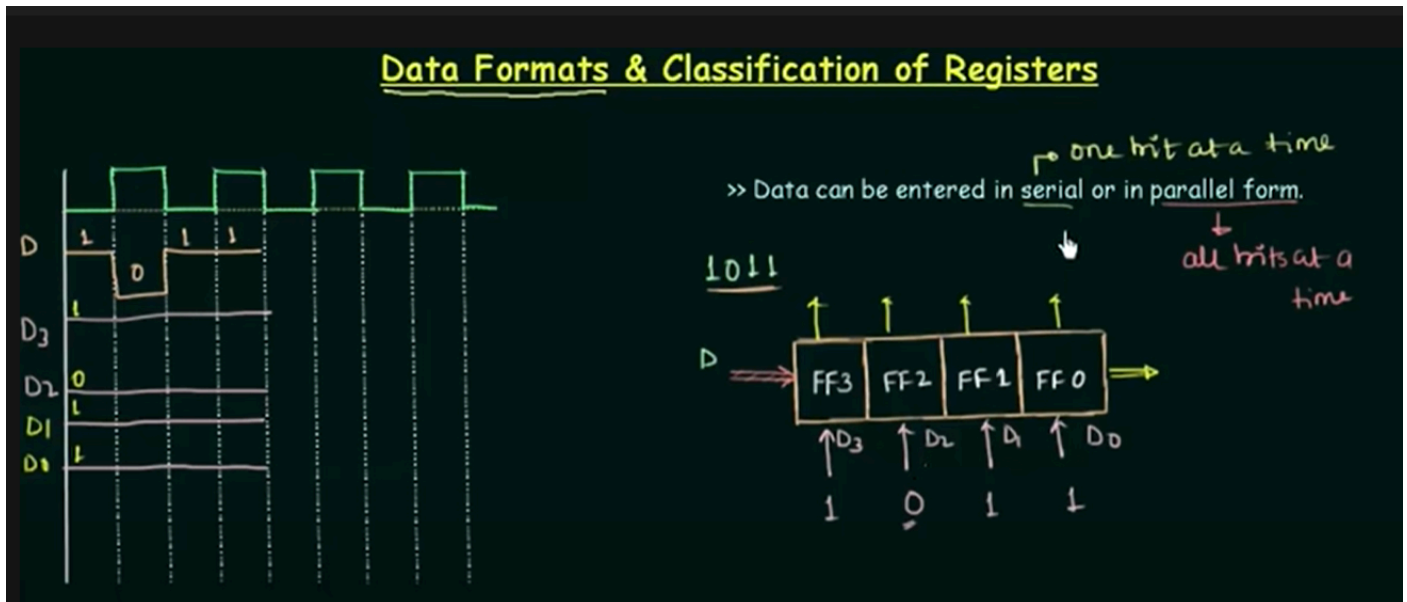 Data Formats & Classification of Registers
one bit at a time
>> Data can be entered in serial or in parallel form.
all bits at a
time
D 1 0 1 1
D3 1
D2 0
D1 1
D0 1
1011
D
FF3 FF2 FF1 FF0
D3 D2 D1 D0
1 0 1 1